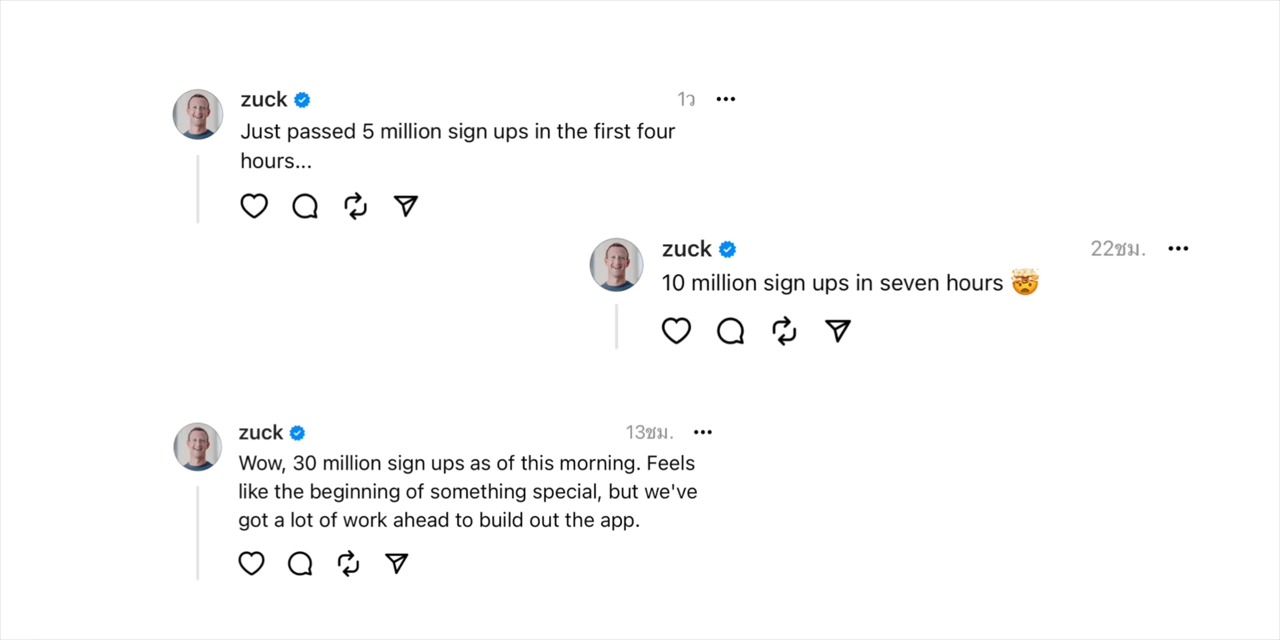 zuck 1ว
Just passed 5 million sign ups in the first four
hours...
zuck 22ชม.
10 million sign ups in seven hours 🤯
zuck 13ชม.
Wow, 30 million sign ups as of this morning. Feels
like the beginning of something special, but we've
got a lot of work ahead to build out the app.